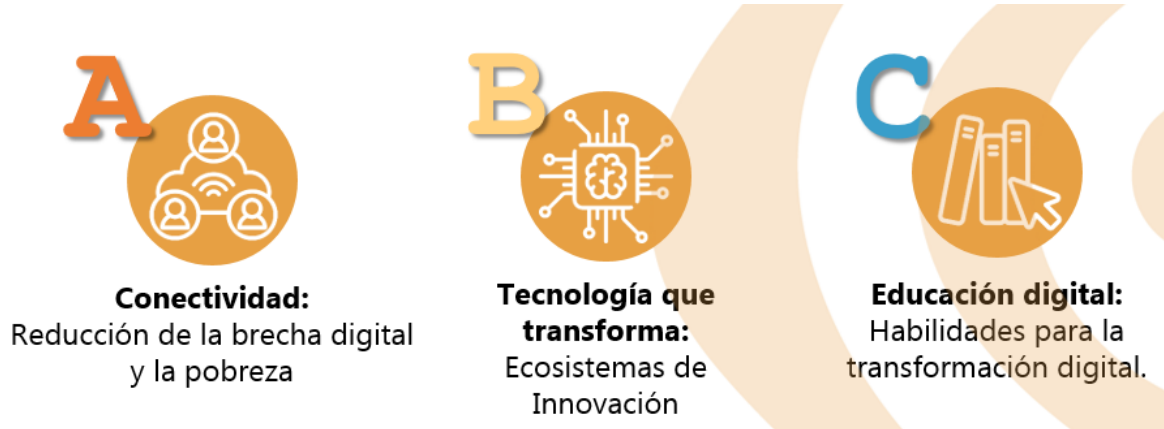 A
Conectividad:
Reducción de la brecha digital
y la pobreza
B
Tecnología que
transforma:
Ecosistemas de
Innovación
C
Educación digital:
Habilidades para la
transformación digital.